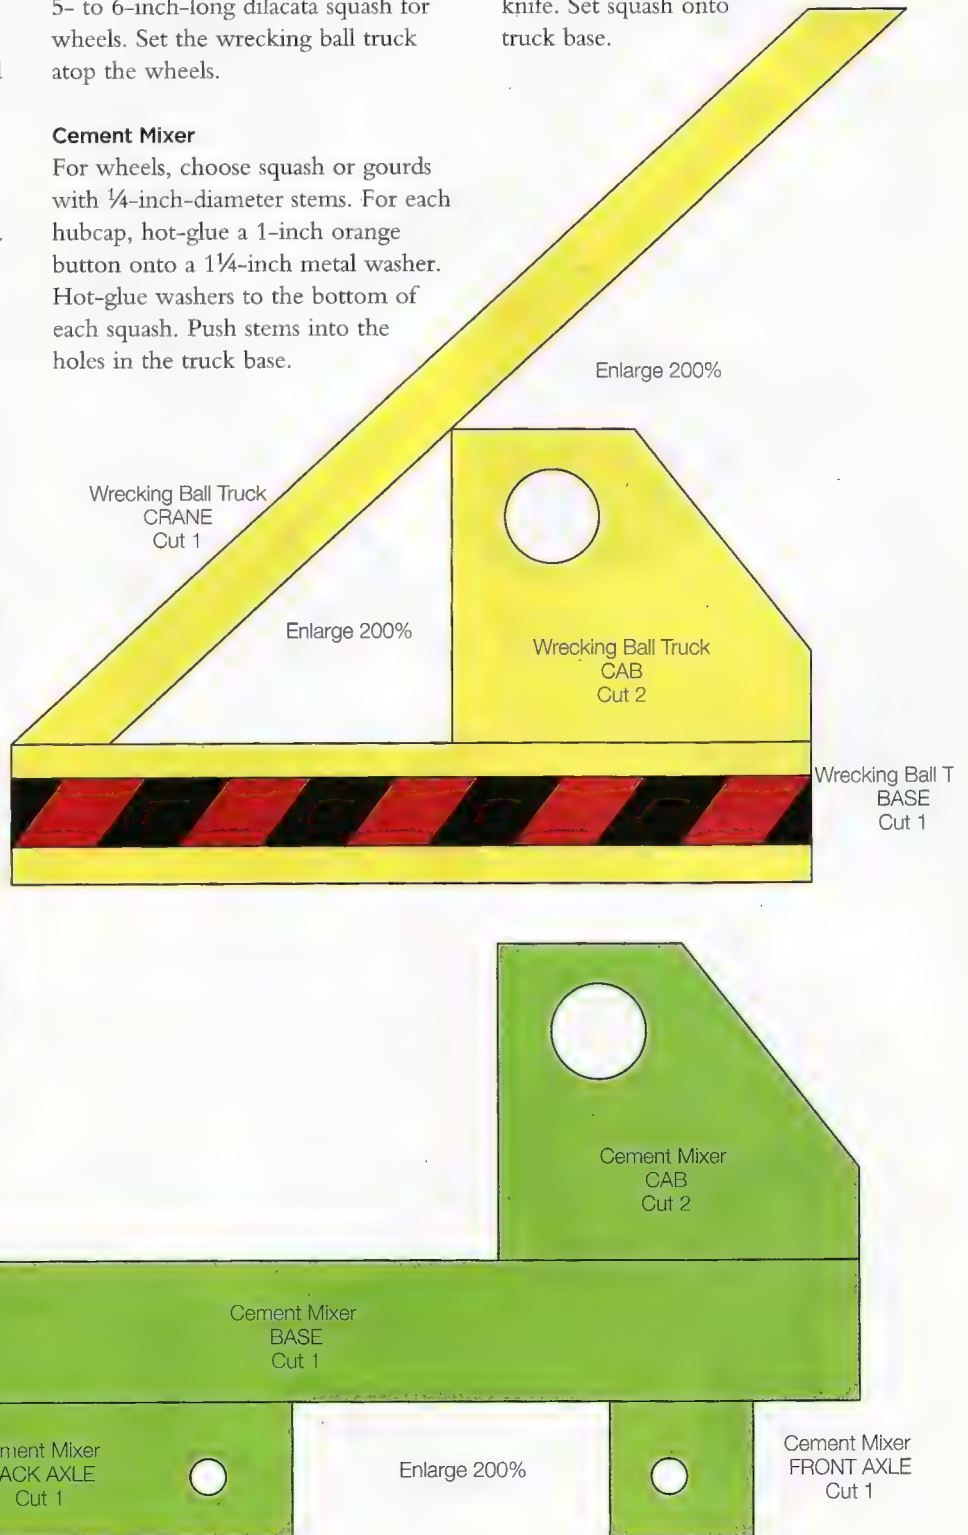 5- to 6-inch-long dilacata squash for
wheels. Set the wrecking ball truck
atop the wheels.
knife. Set squash onto
truck base.
Cement Mixer
For wheels, choose squash or gourds
with ¼-inch-diameter stems. For each
hubcap, hot-glue a 1-inch orange
button onto a 1¼-inch metal washer.
Hot-glue washers to the bottom of
each squash. Push stems into the
holes in the truck base.
Enlarge 200%
Wrecking Ball Truck
CRANE
Cut 1
Enlarge 200%
Wrecking Ball Truck
CAB
Cut 2
Wrecking Ball T
BASE
Cut 1
Cement Mixer
CAB
Cut 2
Cement Mixer
BASE
Cut 1
ment Mixer
ACK AXLE
Cut 1
Enlarge 200%
Cement Mixer
FRONT AXLE
Cut 1